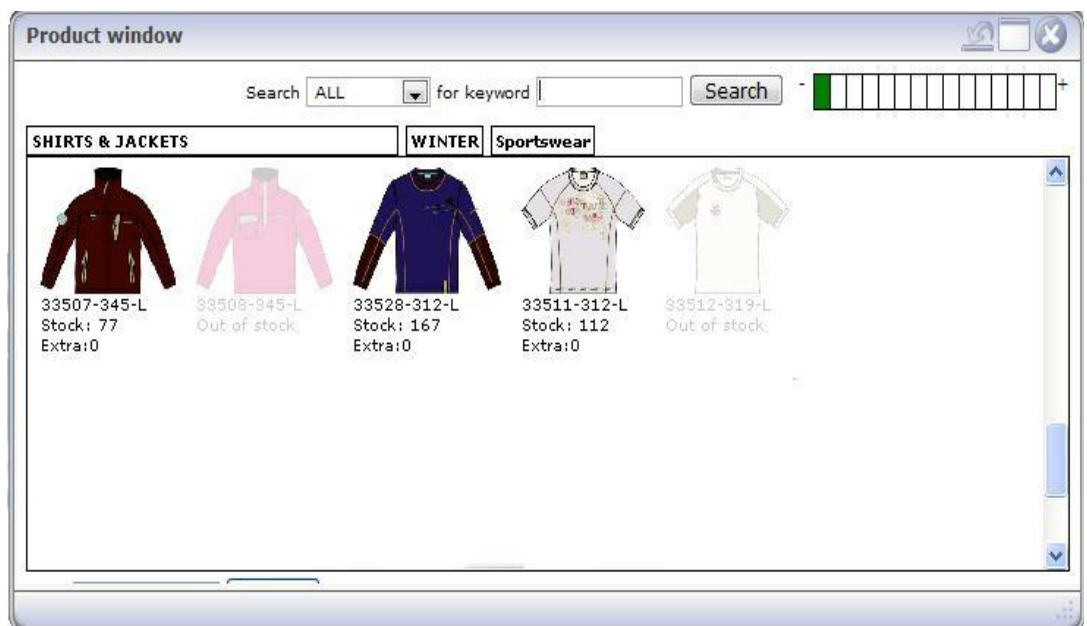 Product window
Search ALL for keyword Search - +
SHIRTS & JACKETS WINTER Sportswear
33507-345-L 33508-345-L 33528-312-L 33511-312-L 33512-319-L
Stock: 77 Out of stock Stock: 167 Stock: 112 Out of stock
Extra:0 Extra:0 Extra:0